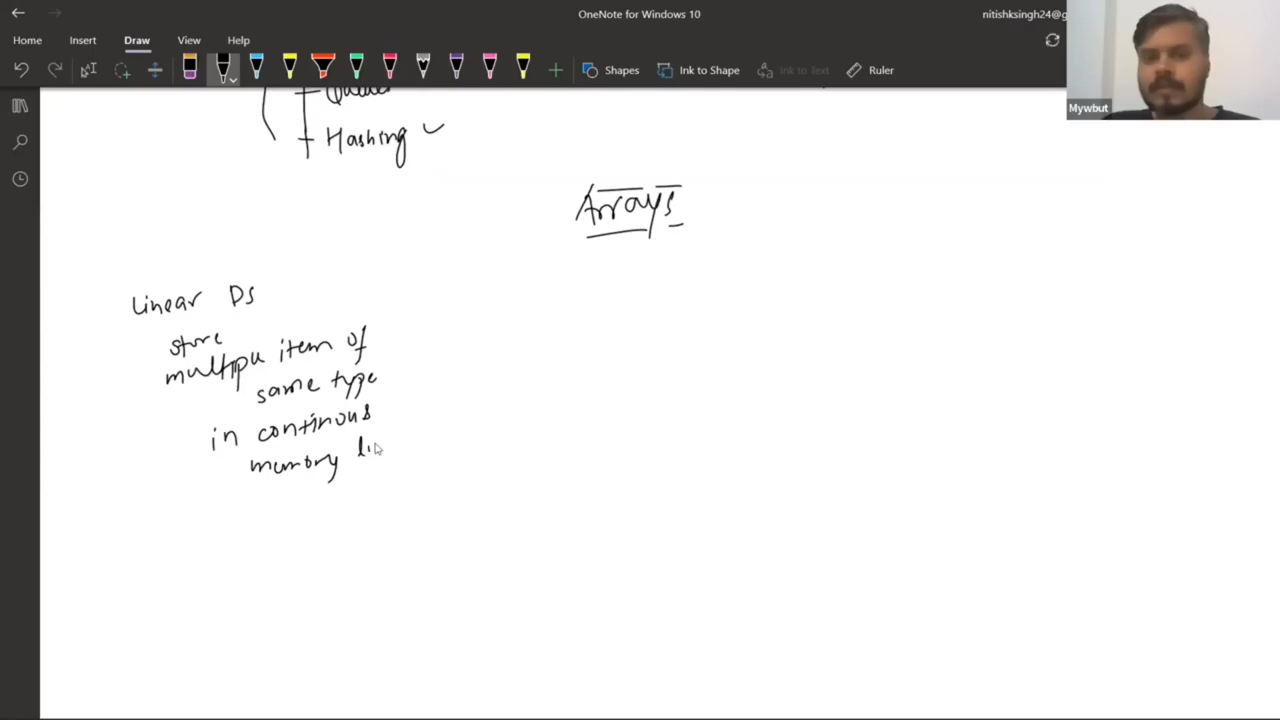 OneNote for Windows 10
nitishksingh24@g
Home Insert Draw View Help
Shapes Ink to Shape Ink to Text Ruler
Mywbut
Hashing
Arrays
Linear DS
store
item of
same type
in continous
memory